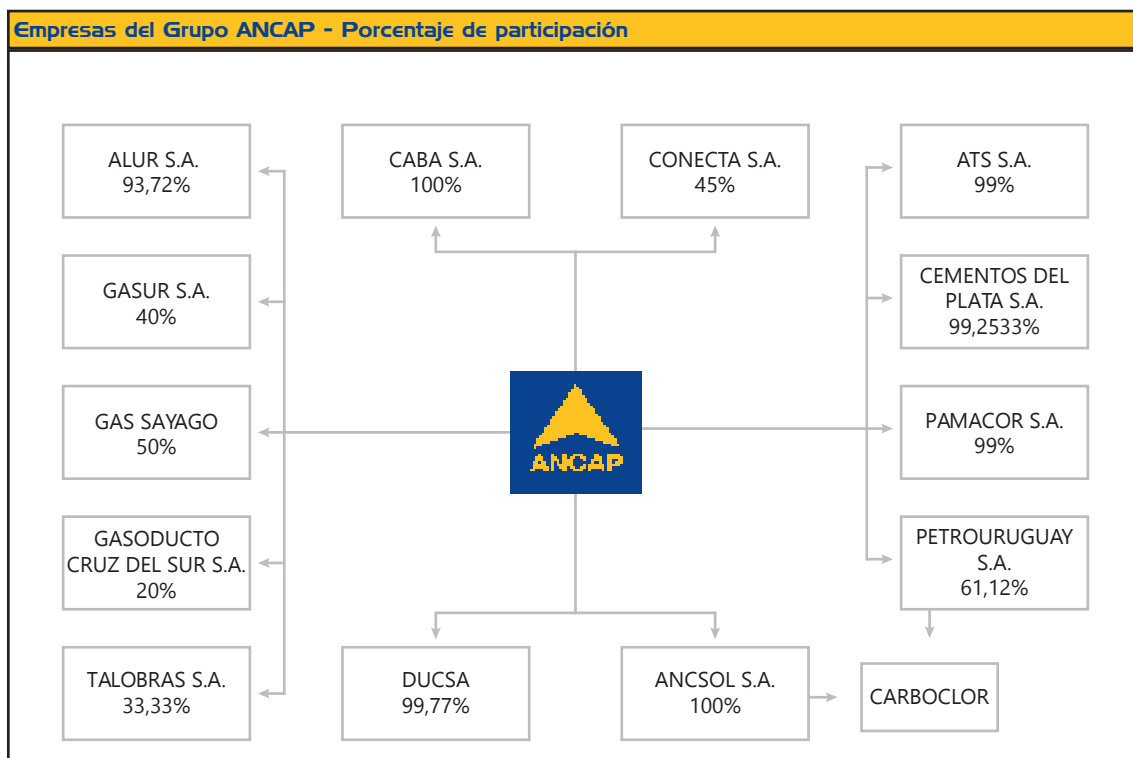 Empresas del Grupo ANCAP - Porcentaje de participación
ALUR S.A.
93,72%
CABA S.A.
100%
CONECTA S.A.
45%
ATS S.A.
99%
GASUR S.A.
40%
CEMENTOS DEL
PLATA S.A.
99,2533%
GAS SAYAGO
50%
ANCAP
PAMACOR S.A.
99%
GASODUCTO
CRUZ DEL SUR S.A.
20%
PETROURUGUAY
S.A.
61,12%
TALOBRAS S.A.
33,33%
DUCSA
99,77%
ANCSOL S.A.
100%
CARBOCLOR